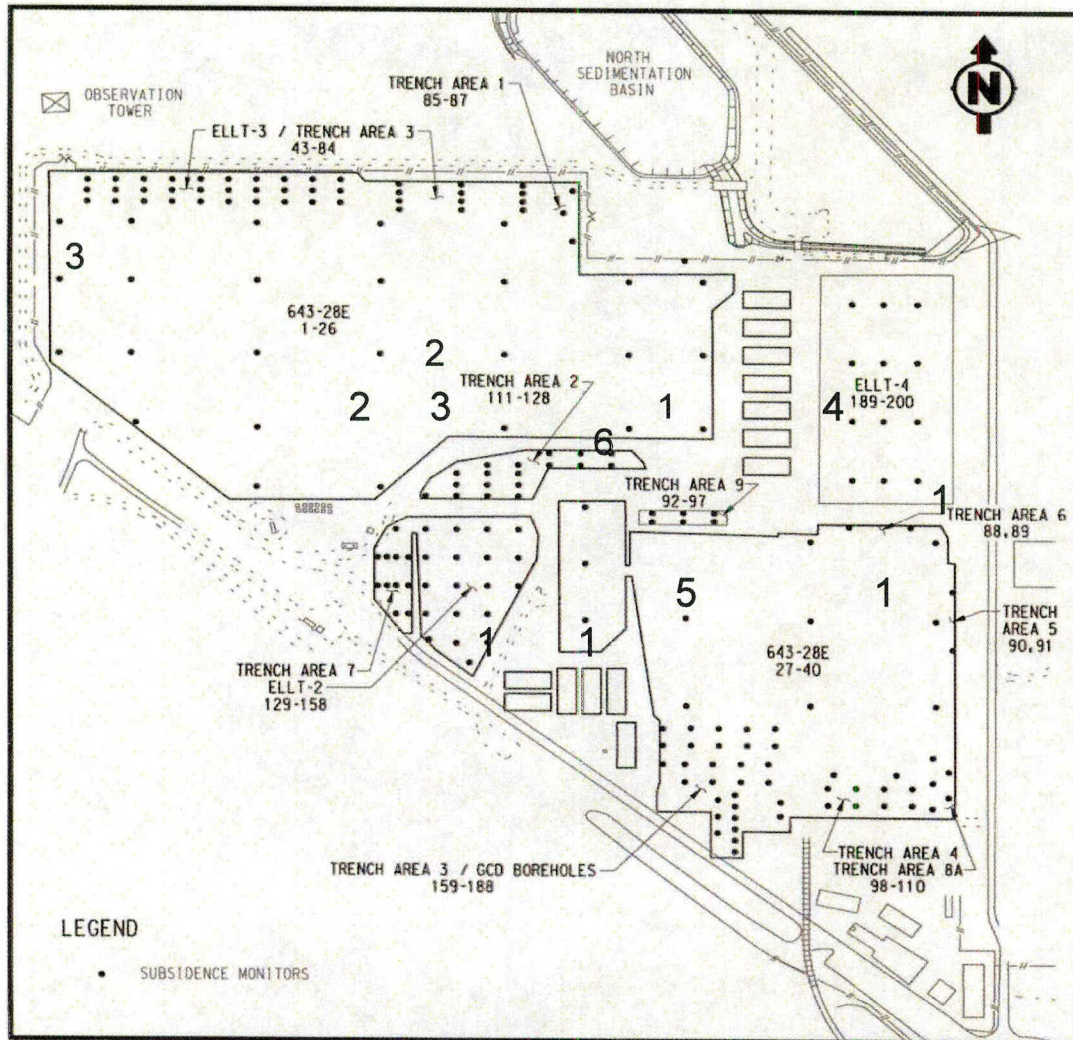 NORTH
SEDIMENTATION
BASIN
N
OBSERVATION
TOWER
TRENCH AREA 1
85-87
ELLT-3 / TRENCH AREA 3
43-84
3
643-28E
1-26
2
TRENCH AREA 2
111-128
2
3
1
6
ELLT-4
189-200
4
TRENCH AREA 9
92-97
1
TRENCH AREA 6
88,89
5
1
TRENCH
AREA 5
90,91
643-28E
27-40
1
1
TRENCH AREA 7
ELLT-2
129-158
TRENCH AREA 3 / GCD BOREHOLES
159-188
TRENCH AREA 4
TRENCH AREA 8A
98-110
LEGEND
SUBSIDENCE MONITORS